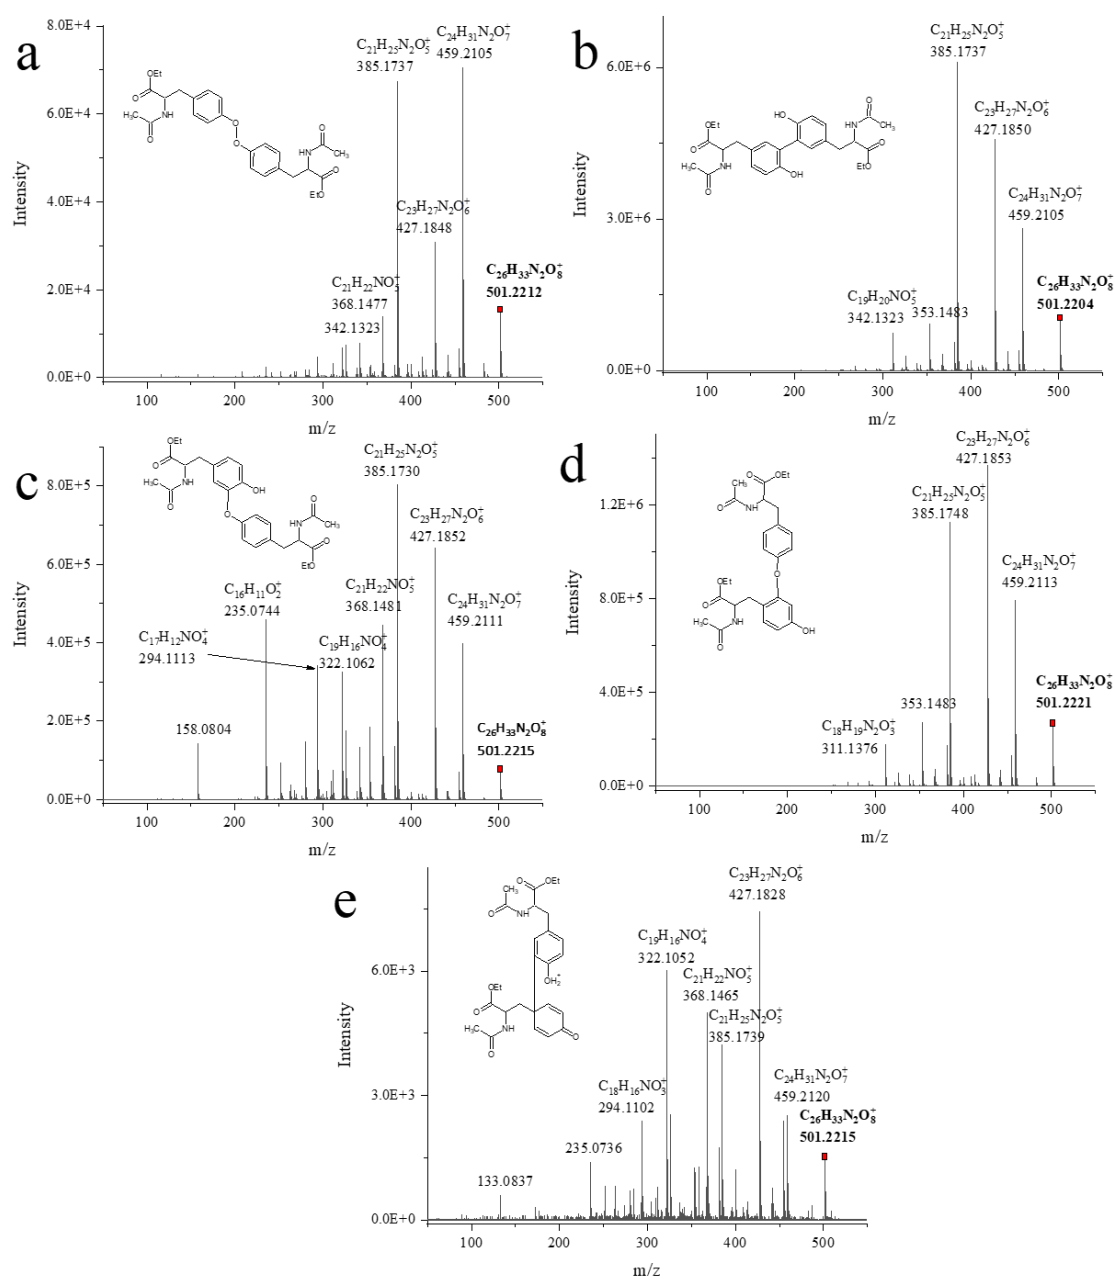 a
8.0E+4
6.0E+4
4.0E+4
2.0E+4
0.0E+0
Intensity
100 200 300 400 500
m/z
C₂₁H₂₅N₂O₅⁺
385.1737
C₂₄H₃₁N₂O₇⁺
459.2105
C₂₃H₂₇N₂O₆⁺
427.1848
C₂₁H₂₂NO₅⁺
368.1477
342.1323
C₂₆H₃₃N₂O₈⁺
501.2212
OEt
O
NH
CH₃
O
O
O
O
NH
CH₃
O
EtO
b
6.0E+6
3.0E+6
0.0E+0
Intensity
100 200 300 400 500
m/z
C₂₁H₂₅N₂O₅⁺
385.1737
C₂₃H₂₇N₂O₆⁺
427.1850
C₂₄H₃₁N₂O₇⁺
459.2105
C₁₉H₂₀NO₅⁺
342.1323
353.1483
C₂₆H₃₃N₂O₈⁺
501.2204
HO
O
NH
CH₃
OEt
O
O
EtO
NH
H₃C
O
HO
c
8.0E+5
6.0E+5
4.0E+5
2.0E+5
0.0E+0
Intensity
100 200 300 400 500
m/z
C₂₁H₂₅N₂O₅⁺
385.1730
C₂₃H₂₇N₂O₆⁺
427.1852
C₁₆H₁₁O₂⁺
235.0744
C₂₁H₂₂NO₅⁺
368.1481
C₂₄H₃₁N₂O₇⁺
459.2111
C₁₇H₁₂NO₄⁺
294.1113
C₁₉H₁₆NO₄⁺
322.1062
158.0804
C₂₆H₃₃N₂O₈⁺
501.2215
OEt
O
NH
CH₃
O
OH
O
O
NH
CH₃
O
EtO
d
1.2E+6
8.0E+5
4.0E+5
0.0E+0
Intensity
100 200 300 400 500
m/z
C₂₃H₂₇N₂O₆⁺
427.1853
C₂₁H₂₅N₂O₅⁺
385.1748
C₂₄H₃₁N₂O₇⁺
459.2113
353.1483
C₁₈H₁₉N₂O₃⁺
311.1376
C₂₆H₃₃N₂O₈⁺
501.2221
OEt
CH₃
O
O
NH
O
OEt
O
H₃C
NH
O
OH
e
6.0E+3
3.0E+3
0.0E+0
Intensity
100 200 300 400 500
m/z
C₂₃H₂₇N₂O₆⁺
427.1828
C₁₉H₁₆NO₄⁺
322.1052
C₂₁H₂₂NO₅⁺
368.1465
C₂₁H₂₅N₂O₅⁺
385.1739
C₂₄H₃₁N₂O₇⁺
459.2120
C₁₈H₁₆NO₃⁺
294.1102
C₂₆H₃₃N₂O₈⁺
501.2215
235.0736
133.0837
CH₃
O
OEt
O
NH
OH₂⁺
OEt
O
H₃C
NH
O
O